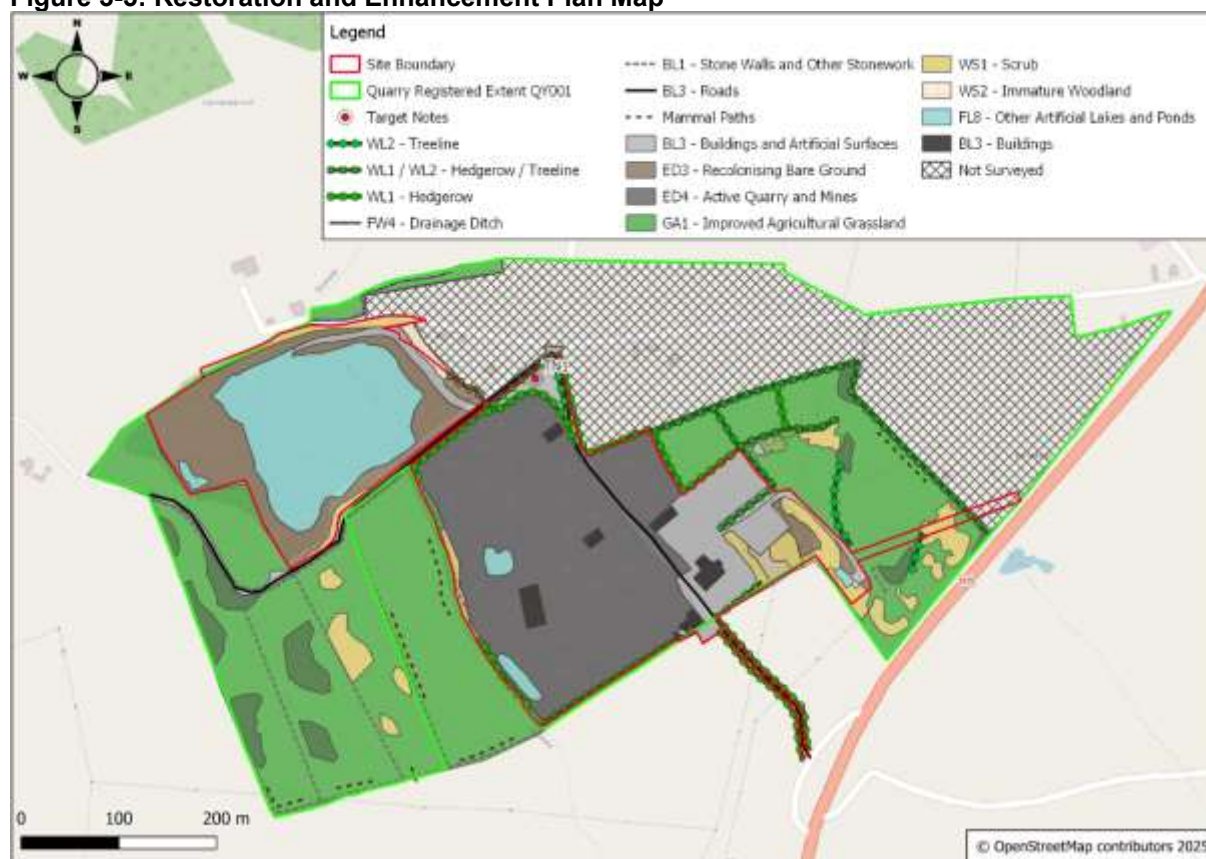 Figure 5-3: Restoration and Enhancement Plan Map
N
W
E
S
Legend
Site Boundary
Quarry Registered Extent QY001
Target Notes
WL2 - Treeline
WL1 / WL2 - Hedgerow / Treeline
WL1 - Hedgerow
FW4 - Drainage Ditch
BL1 - Stone Walls and Other Stonework
BL3 - Roads
Mammal Paths
BL3 - Buildings and Artificial Surfaces
ED3 - Recolonising Bare Ground
ED4 - Active Quarry and Mines
GA1 - Improved Agricultural Grassland
WS1 - Scrub
WS2 - Immature Woodland
FL8 - Other Artificial Lakes and Ponds
BL3 - Buildings
Not Surveyed
TN1
0 100 200 m
© OpenStreetMap contributors 2025